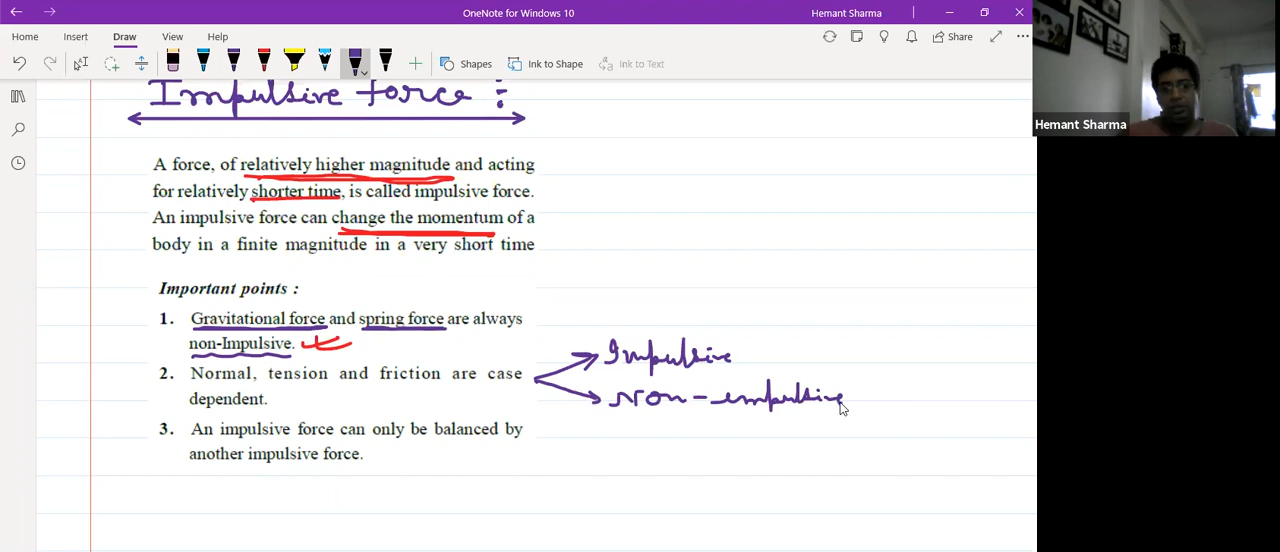 OneNote for Windows 10
Hemant Sharma
Home Insert Draw View Help
Share
Shapes Ink to Shape Ink to Text
Impulsive force :
A force, of relatively higher magnitude and acting
for relatively shorter time, is called impulsive force.
An impulsive force can change the momentum of a
body in a finite magnitude in a very short time
Important points :
1. Gravitational force and spring force are always
non-Impulsive.
2. Normal, tension and friction are case
dependent.
Impulsive
Non-impulsive
3. An impulsive force can only be balanced by
another impulsive force.
Hemant Sharma